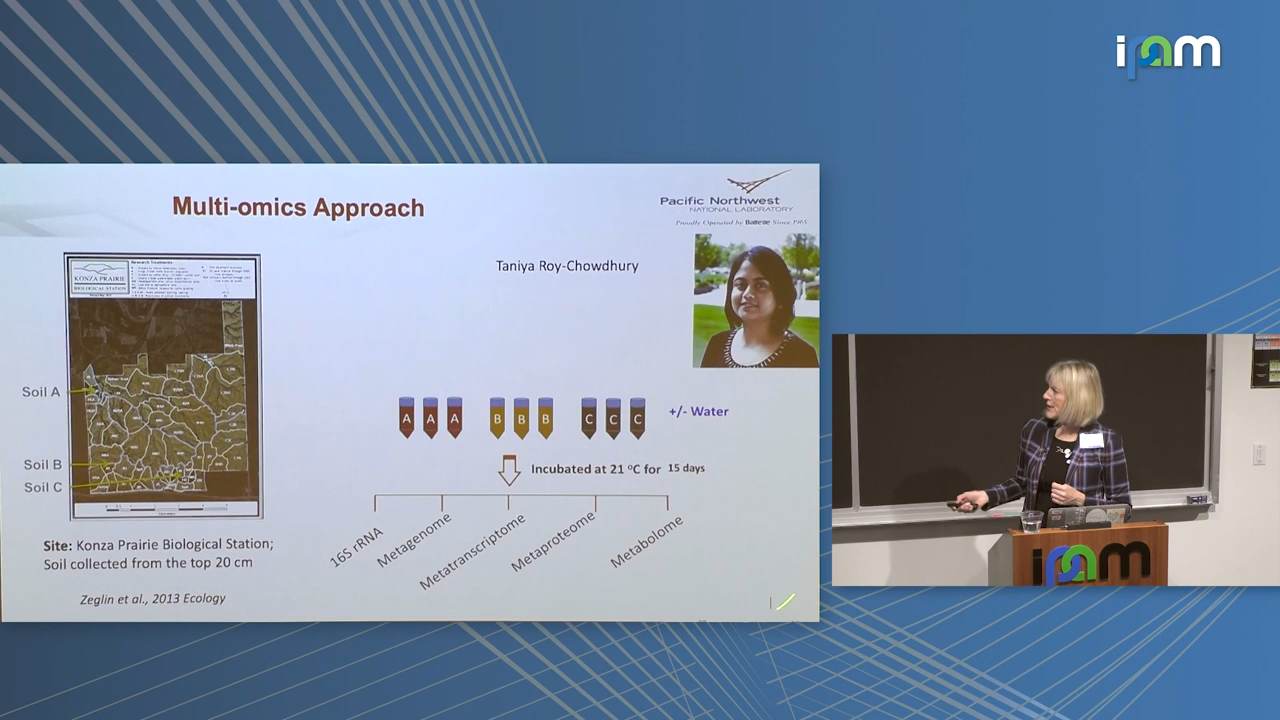 ipam
Multi-omics Approach
Pacific Northwest
NATIONAL LABORATORY
Proudly Operated by Battelle Since 1965
Taniya Roy-Chowdhury
KONZA PRAIRIE
BIOLOGICAL STATION
Research Treatments
Soil A
Soil B
Soil C
A A A B B B C C C
+/- Water
Incubated at 21 °C for 15 days
16S rRNA
Metagenome
Metatranscriptome
Metaproteome
Metabolome
Site: Konza Prairie Biological Station;
Soil collected from the top 20 cm
Zeglin et al., 2013 Ecology
ipam